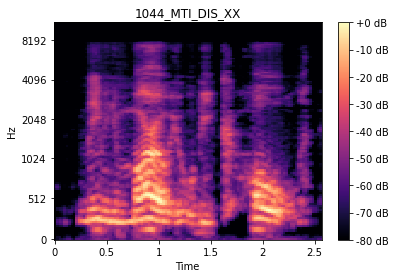 1044_MTI_DIS_XX
+0 dB
8192
-10 dB
4096
-20 dB
-30 dB
2048
Hz
-40 dB
1024
-50 dB
512
-60 dB
-70 dB
0
-80 dB
0 0.5 1 1.5 2 2.5
Time